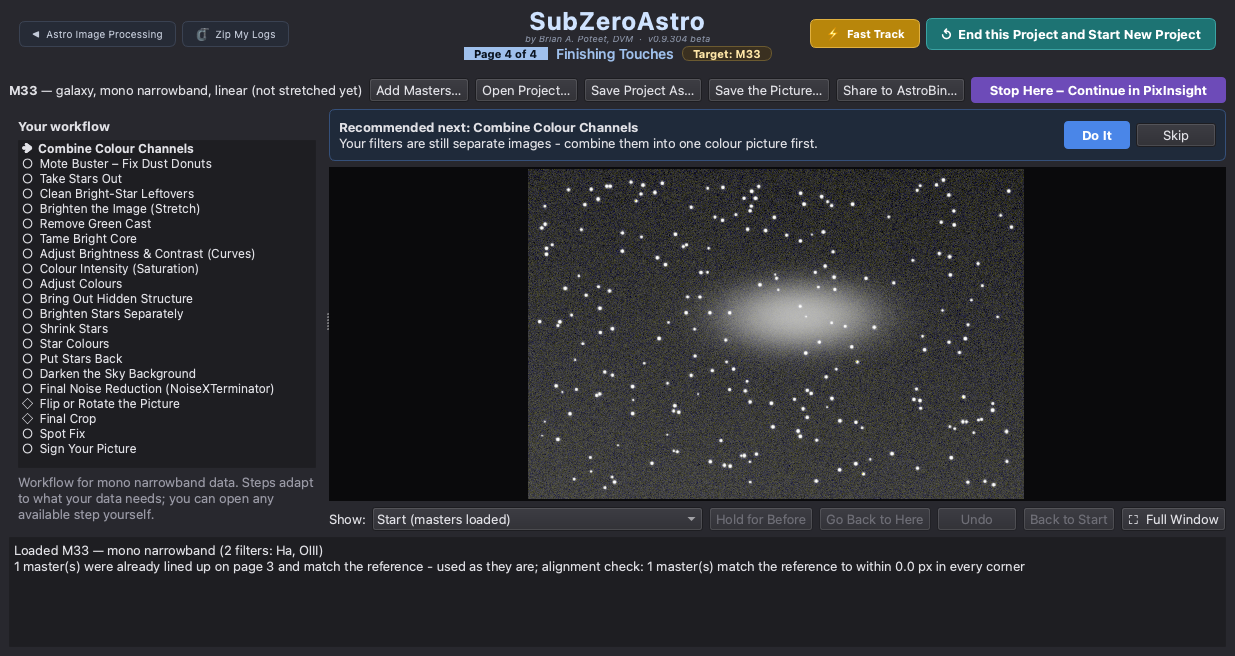 ◄ Astro Image Processing
Zip My Logs
SubZeroAstro
by Brian A. Poteet, DVM · v0.9.304 beta
Page 4 of 4 Finishing Touches Target: M33
⚡ Fast Track
↺ End this Project and Start New Project
M33 — galaxy, mono narrowband, linear (not stretched yet)
Add Masters...
Open Project...
Save Project As...
Save the Picture...
Share to AstroBin...
Stop Here – Continue in PixInsight
Your workflow
Combine Colour Channels
Mote Buster – Fix Dust Donuts
Take Stars Out
Clean Bright-Star Leftovers
Brighten the Image (Stretch)
Remove Green Cast
Tame Bright Core
Adjust Brightness & Contrast (Curves)
Colour Intensity (Saturation)
Adjust Colours
Bring Out Hidden Structure
Brighten Stars Separately
Shrink Stars
Star Colours
Put Stars Back
Darken the Sky Background
Final Noise Reduction (NoiseXTerminator)
Flip or Rotate the Picture
Final Crop
Spot Fix
Sign Your Picture
Workflow for mono narrowband data. Steps adapt
to what your data needs; you can open any
available step yourself.
Recommended next: Combine Colour Channels
Your filters are still separate images - combine them into one colour picture first.
Do It
Skip
Show:
Start (masters loaded)
Hold for Before
Go Back to Here
Undo
Back to Start
Full Window
Loaded M33 — mono narrowband (2 filters: Ha, OIII)
1 master(s) were already lined up on page 3 and match the reference - used as they are; alignment check: 1 master(s) match the reference to within 0.0 px in every corner